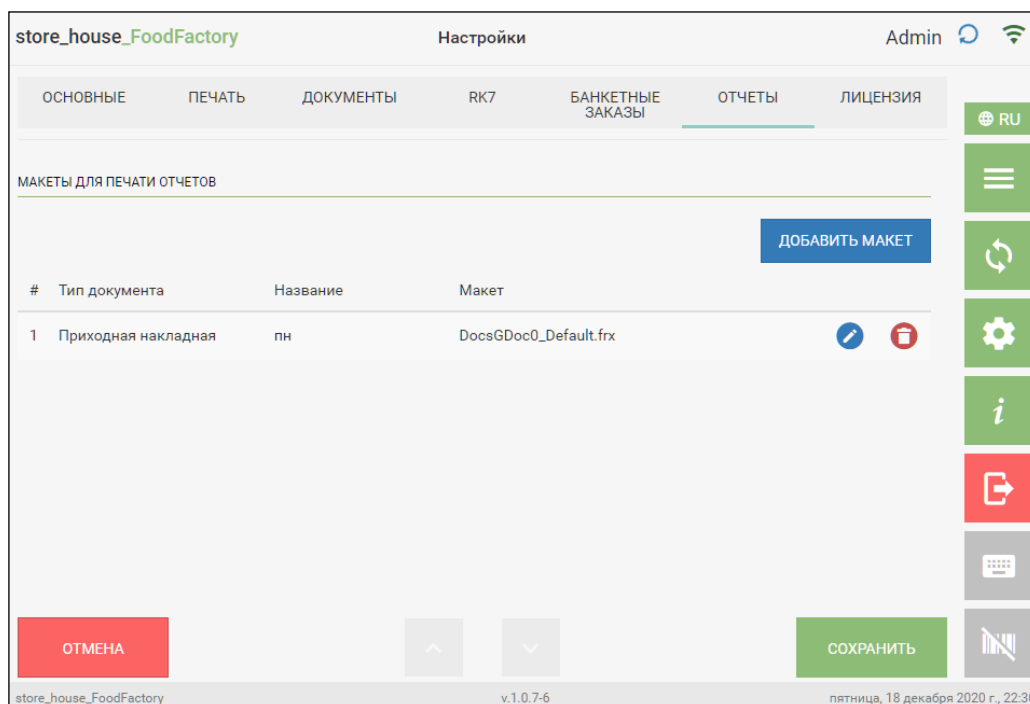 store_house_FoodFactory
Настройки
Admin
ОСНОВНЫЕ
ПЕЧАТЬ
ДОКУМЕНТЫ
RK7
БАНКЕТНЫЕ
ЗАКАЗЫ
ОТЧЕТЫ
ЛИЦЕНЗИЯ
RU
МАКЕТЫ ДЛЯ ПЕЧАТИ ОТЧЕТОВ
ДОБАВИТЬ МАКЕТ
# Тип документа Название Макет
1 Приходная накладная пн DocsGDoc0_Default.frx
i
ОТМЕНА
СОХРАНИТЬ
store_house_FoodFactory
v.1.0.7-6
пятница, 18 декабря 2020 г., 22:30